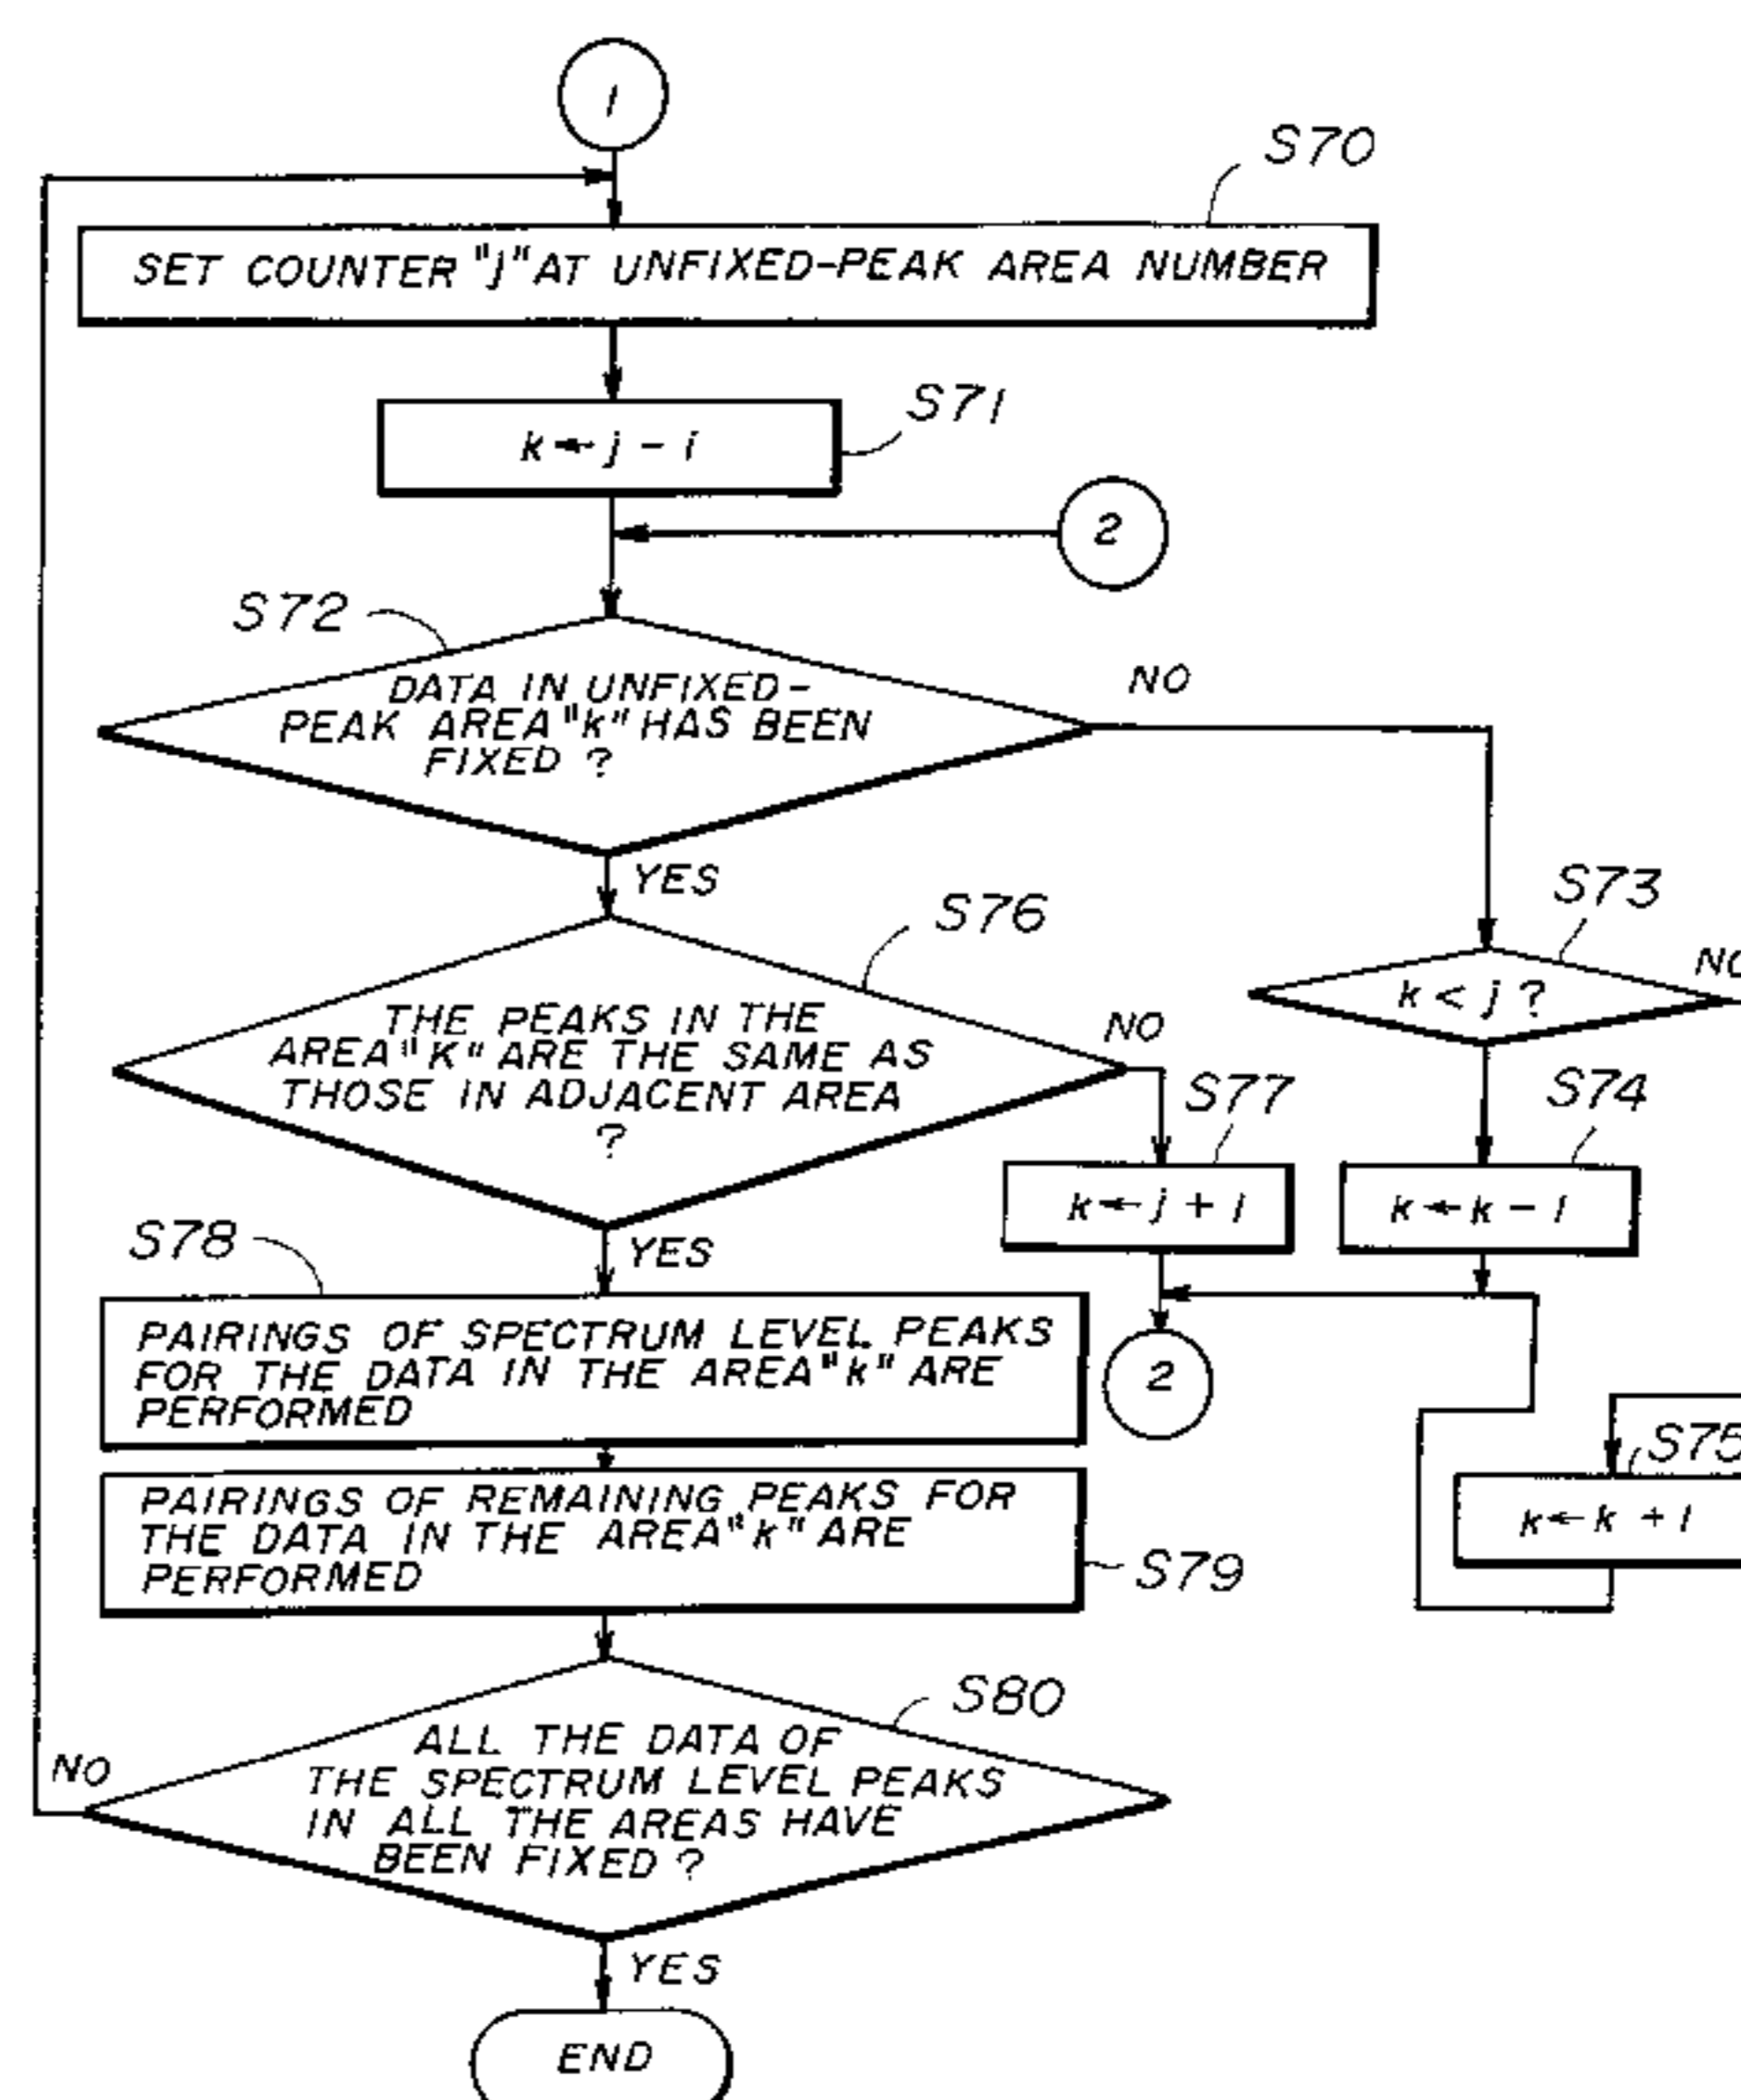 1
S70
SET COUNTER "j" AT UNFIXED-PEAK AREA NUMBER
S71
k ← j - i
2
S72
DATA IN UNFIXED-
PEAK AREA "k" HAS BEEN
FIXED ?
NO
YES
S73
k < j ?
NO
S76
THE PEAKS IN THE
AREA "K" ARE THE SAME AS
THOSE IN ADJACENT AREA
?
NO
YES
S77
k ← j + 1
S74
k ← k - 1
2
S75
k ← k + 1
S78
PAIRINGS OF SPECTRUM LEVEL PEAKS
FOR THE DATA IN THE AREA "k" ARE
PERFORMED
PAIRINGS OF REMAINING PEAKS FOR
THE DATA IN THE AREA "k" ARE
PERFORMED
S79
S80
ALL THE DATA OF
THE SPECTRUM LEVEL PEAKS
IN ALL THE AREAS HAVE
BEEN FIXED ?
NO
YES
END